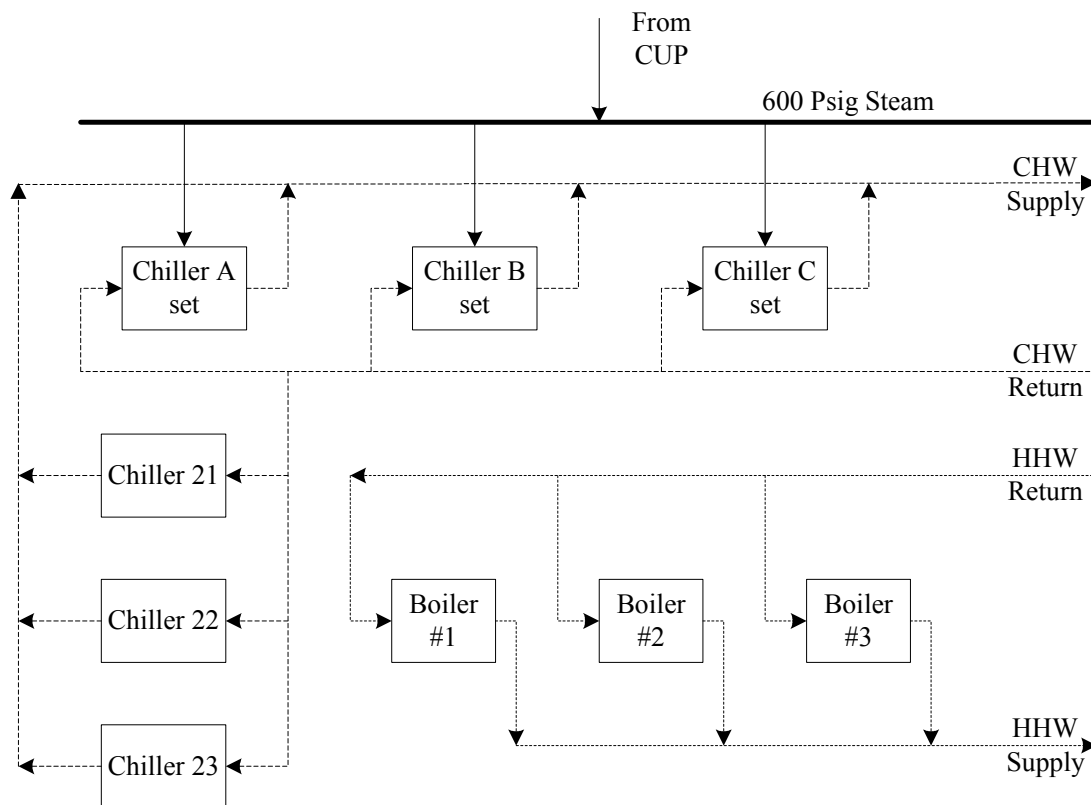 From
CUP
600 Psig Steam
CHW
Supply
Chiller A
set
Chiller B
set
Chiller C
set
CHW
Return
Chiller 21
HHW
Return
Chiller 22
Boiler
#1
Boiler
#2
Boiler
#3
Chiller 23
HHW
Supply